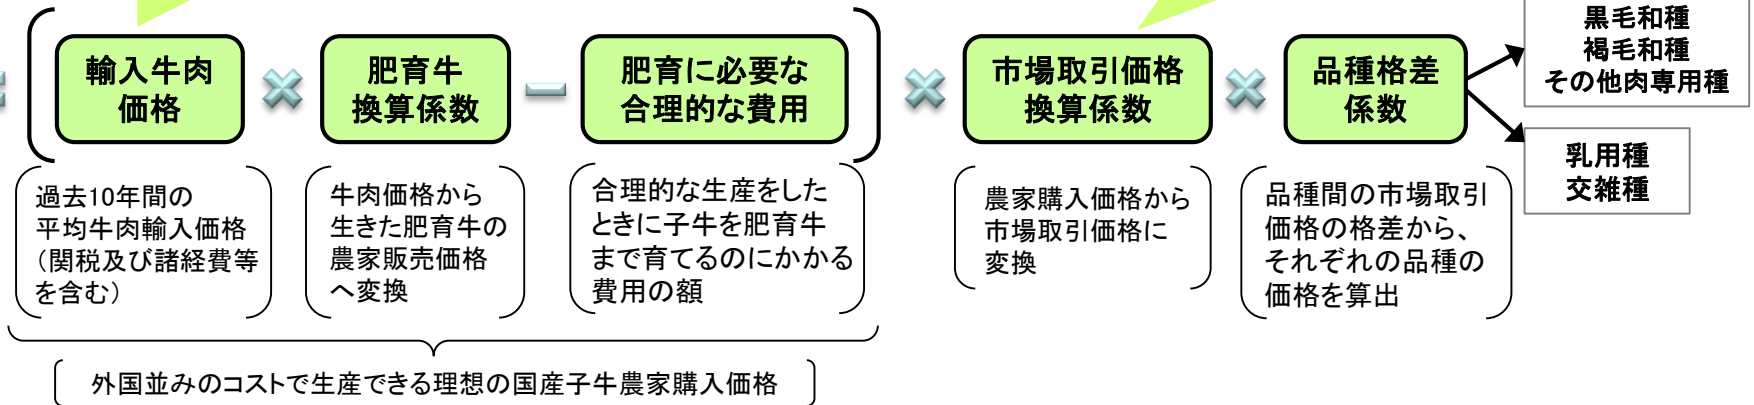 輸入牛肉
価格
肥育牛
換算係数
肥育に必要な
合理的な費用
市場取引価格
換算係数
品種格差
係数
黒毛和種
褐毛和種
その他肉専用種
乳用種
交雑種
過去10年間の
平均牛肉輸入価格
（関税及び諸経費等
を含む）
牛肉価格から
生きた肥育牛の
農家販売価格
へ変換
合理的な生産をした
ときに子牛を肥育牛
まで育てるのにかかる
費用の額
農家購入価格から
市場取引価格に
変換
品種間の市場取引
価格の格差から、
それぞれの品種の
価格を算出
外国並みのコストで生産できる理想の国産子牛農家購入価格